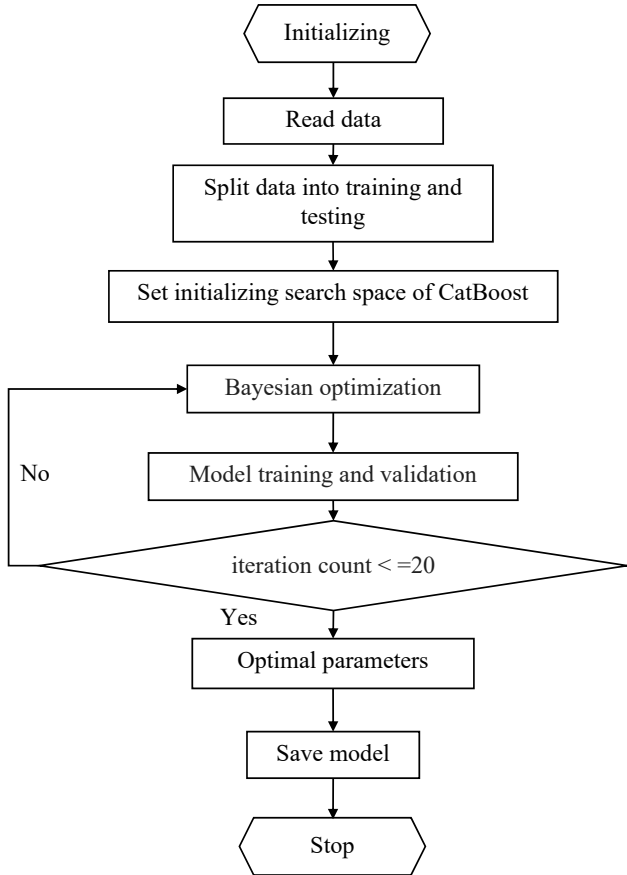 Initializing
Read data
Split data into training and
testing
Set initializing search space of CatBoost
Bayesian optimization
No
Model training and validation
iteration count < =20
Yes
Optimal parameters
Save model
Stop